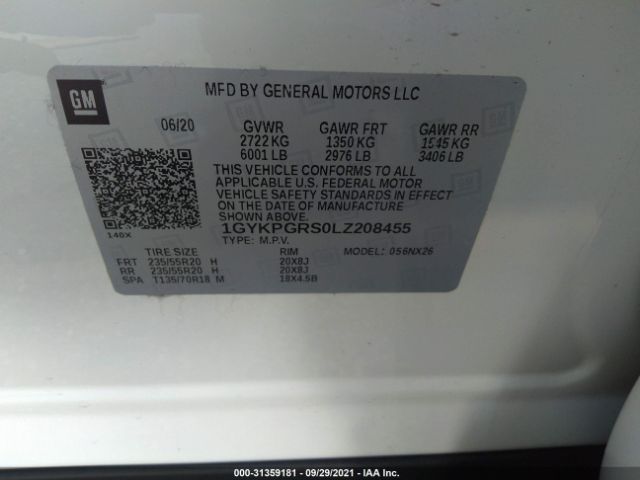 GM
MFD BY GENERAL MOTORS LLC
06/20 GVWR GAWR FRT GAWR RR
2722 KG 1350 KG 1545 KG
6001 LB 2976 LB 3406 LB
THIS VEHICLE CONFORMS TO ALL
APPLICABLE U.S. FEDERAL MOTOR
VEHICLE SAFETY STANDARDS IN EFFECT
ON THE DATE OF MANUFACTURE
SHOWN ABOVE.
1GYKPGRS0LZ208455
140X TYPE: M.P.V. MODEL: 056NX26
TIRE SIZE RIM
FRT 235/55R20 H 20X8J
RR 235/55R20 H 20X8J
SPA T135/70R18 M 18X4.5B
000-31359181 - 09/29/2021 - IAA Inc.